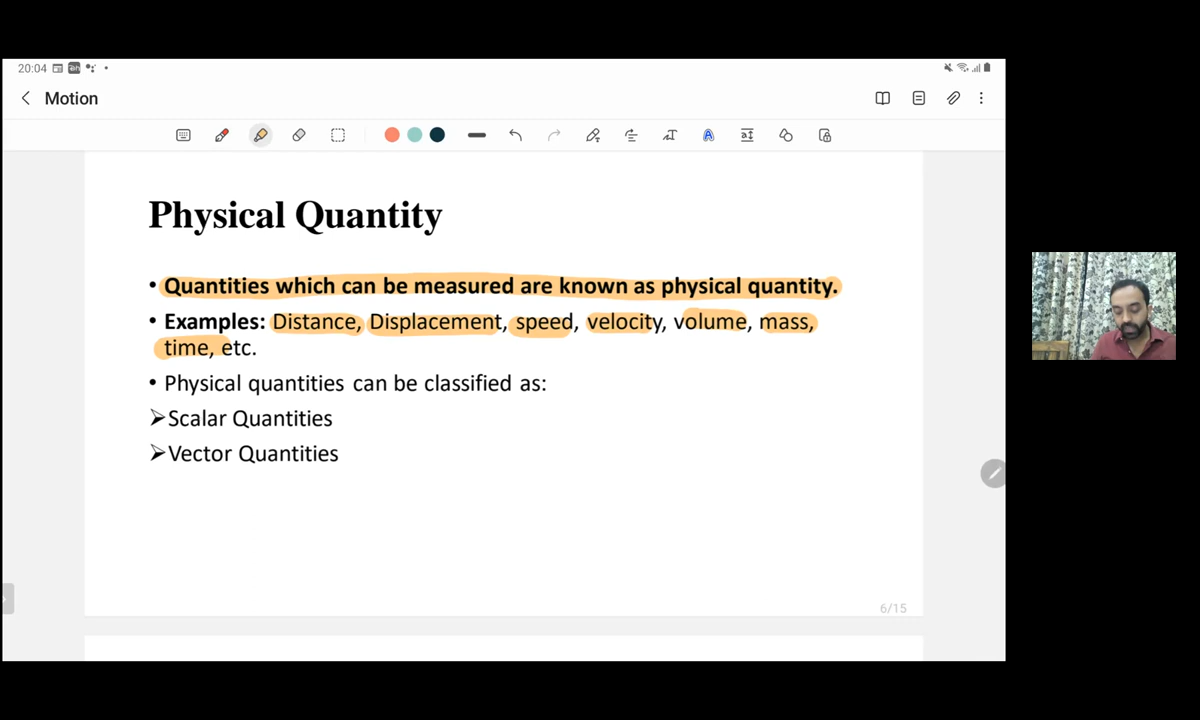 20:04
Motion
Physical Quantity
• Quantities which can be measured are known as physical quantity.
• Examples: Distance, Displacement, speed, velocity, volume, mass,
time, etc.
• Physical quantities can be classified as:
➢Scalar Quantities
➢Vector Quantities
6/15